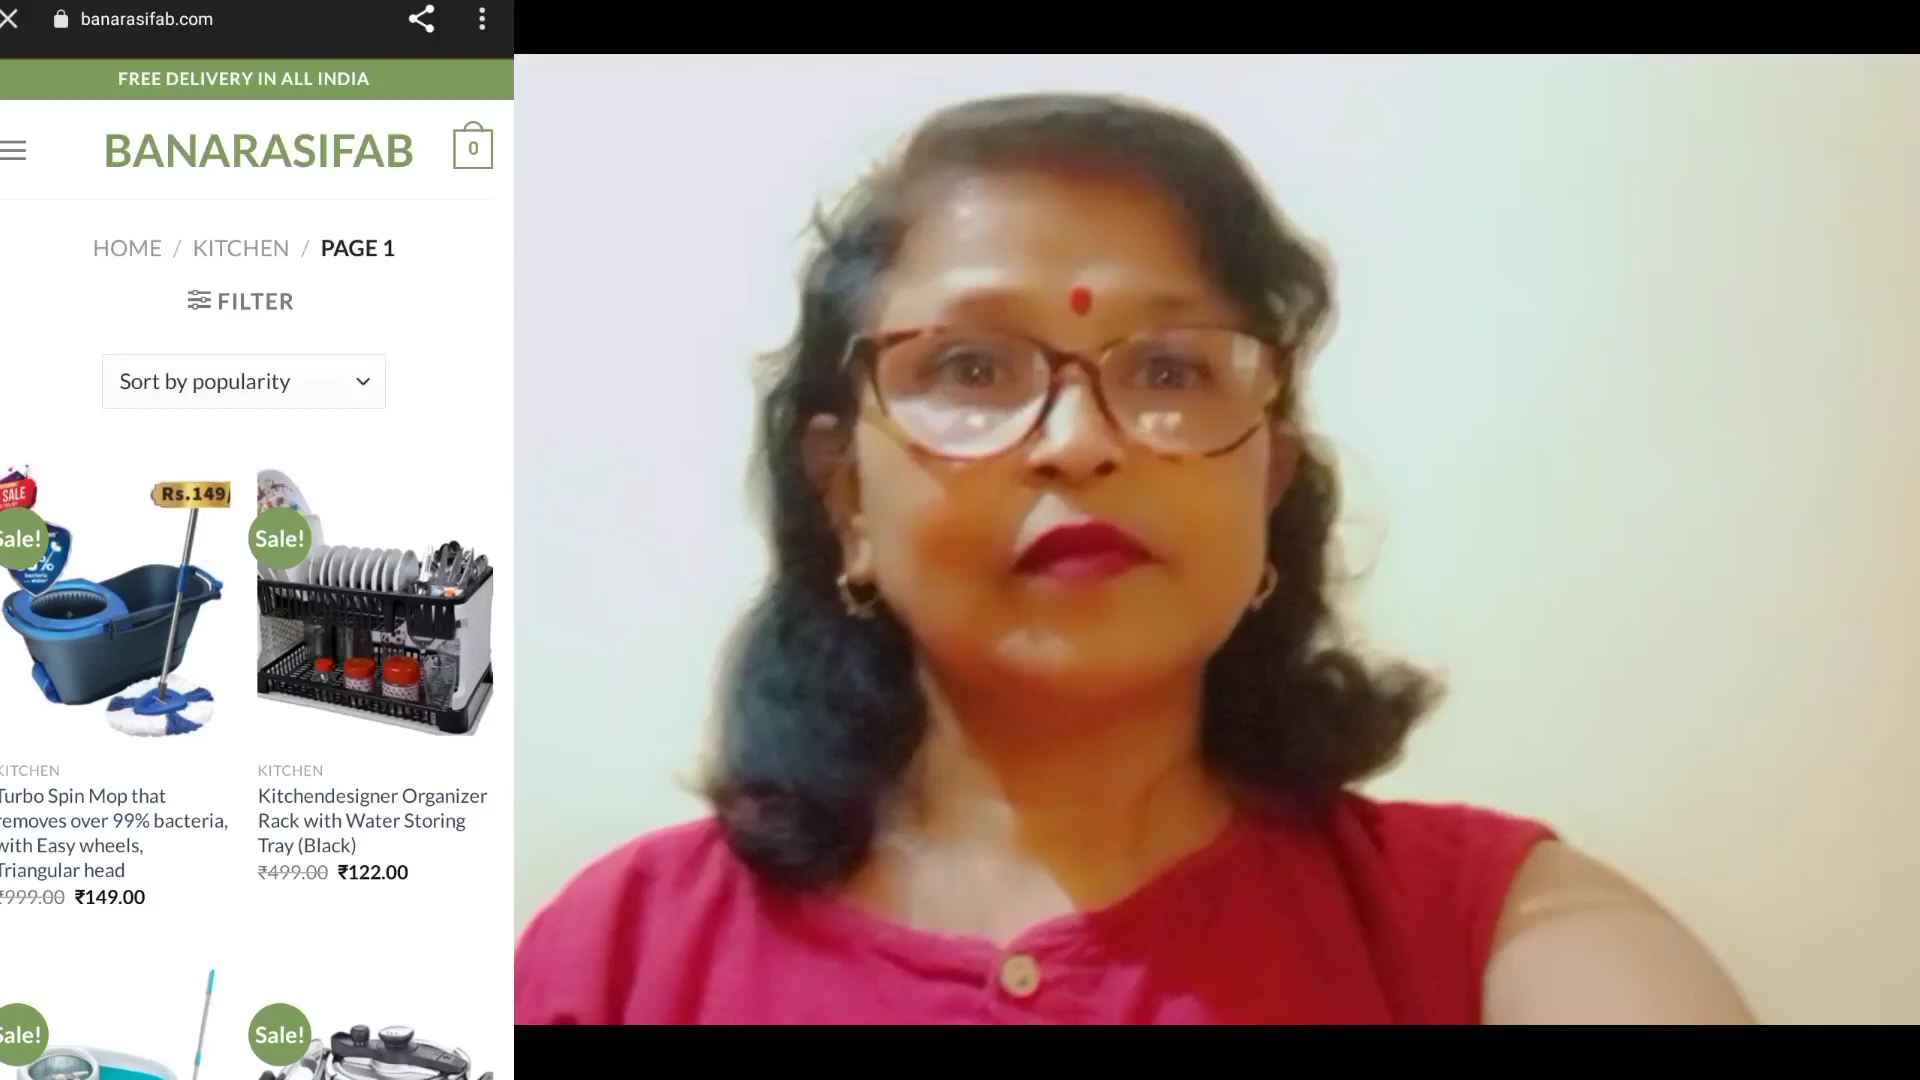 banarasifab.com
FREE DELIVERY IN ALL INDIA
BANARASIFAB
0
HOME / KITCHEN / PAGE 1
FILTER
Sort by popularity
SALE
Rs.149/
Sale!
Sale!
KITCHEN
Turbo Spin Mop that
removes over 99% bacteria,
with Easy wheels,
Triangular head
₹999.00 ₹149.00
KITCHEN
Kitchendesigner Organizer
Rack with Water Storing
Tray (Black)
₹499.00 ₹122.00
Sale!
Sale!